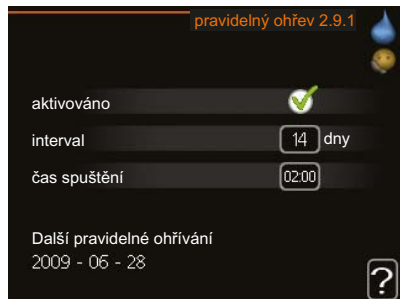 pravidelný ohřev 2.9.1
aktivováno
interval 14 dny
čas spuštění 02:00
Další pravidelné ohřívání
2009 - 06 - 28
?